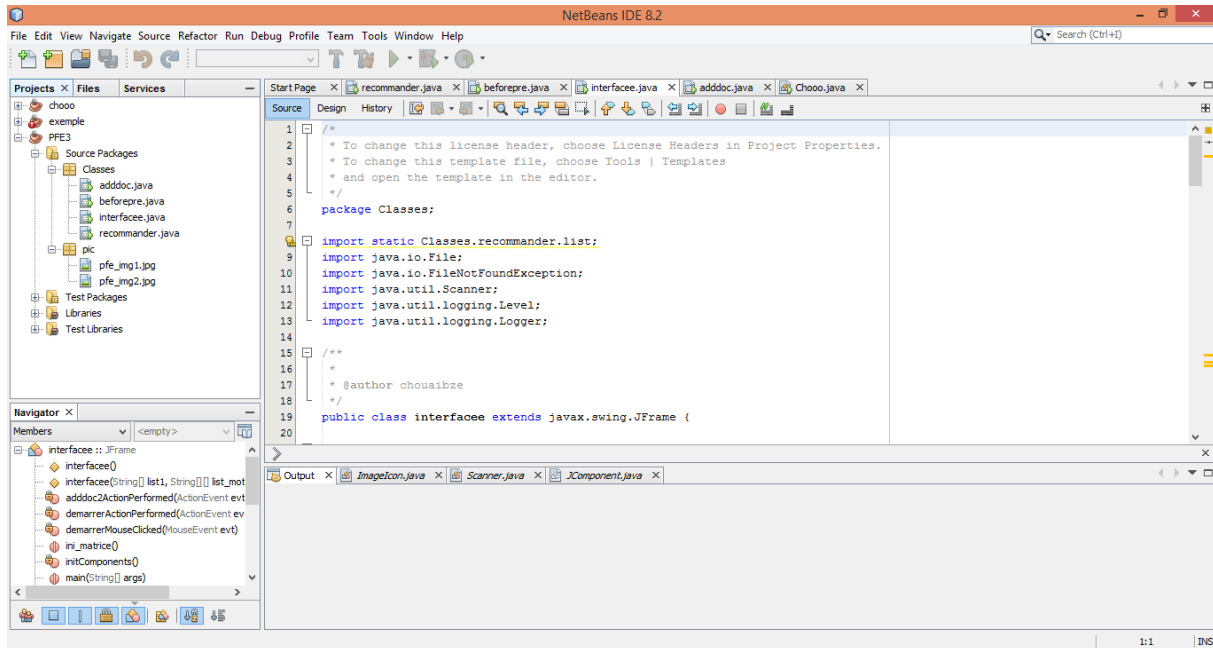 NetBeans IDE 8.2
File Edit View Navigate Source Refactor Run Debug Profile Team Tools Window Help
Search (Ctrl+I)
Projects Files Services
chooo
exemple
PFE3
Source Packages
Classes
adddoc.java
beforepre.java
interfacee.java
recommander.java
pic
pfe_img1.jpg
pfe_img2.jpg
Test Packages
Libraries
Test Libraries
Navigator
Members <empty>
interfacee :: JFrame
interfacee()
interfacee(String[] list1, String[][] list_mot
adddoc2ActionPerformed(ActionEvent evt
demarrerActionPerformed(ActionEvent ev
demarrerMouseClicked(MouseEvent evt)
ini_matrice()
initComponents()
main(String[] args)
Start Page recommander.java beforepre.java interfacee.java adddoc.java Chooo.java
Source Design History
1 /*
2 * To change this license header, choose License Headers in Project Properties.
3 * To change this template file, choose Tools | Templates
4 * and open the template in the editor.
5 */
6 package Classes;
7
import static Classes.recommander.list;
9 import java.io.File;
10 import java.io.FileNotFoundException;
11 import java.util.Scanner;
12 import java.util.logging.Level;
13 import java.util.logging.Logger;
14
15 /**
16 *
17 * @author chouaibze
18 */
19 public class interfacee extends javax.swing.JFrame {
20
Output ImageIcon.java Scanner.java JComponent.java
1:1 INS